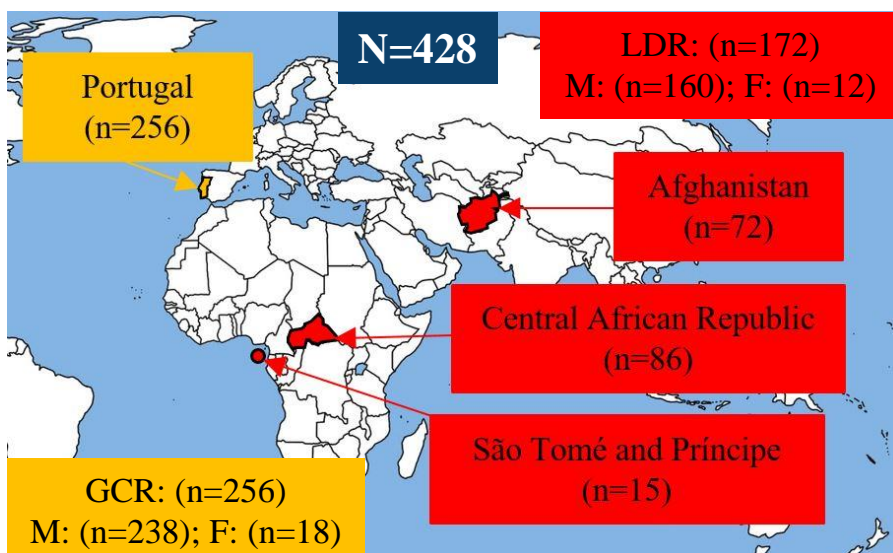 N=428
LDR: (n=172)
M: (n=160); F: (n=12)
Portugal
(n=256)
Afghanistan
(n=72)
Central African Republic
(n=86)
São Tomé and Príncipe
(n=15)
GCR: (n=256)
M: (n=238); F: (n=18)